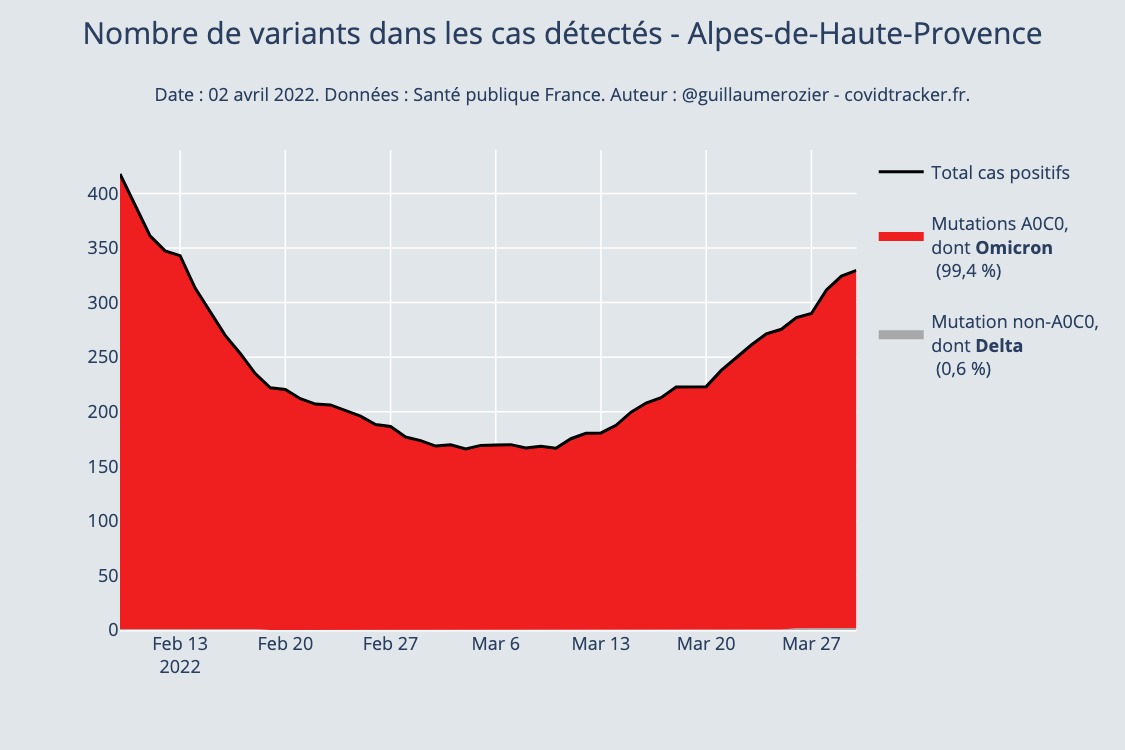 Nombre de variants dans les cas détectés - Alpes-de-Haute-Provence
Date : 02 avril 2022. Données : Santé publique France. Auteur : @guillaumerozier - covidtracker.fr.
Total cas positifs
Mutations A0C0,
dont Omicron
(99,4 %)
Mutation non-A0C0,
dont Delta
(0,6 %)
400
350
300
250
200
150
100
50
0
Feb 13
2022
Feb 20
Feb 27
Mar 6
Mar 13
Mar 20
Mar 27